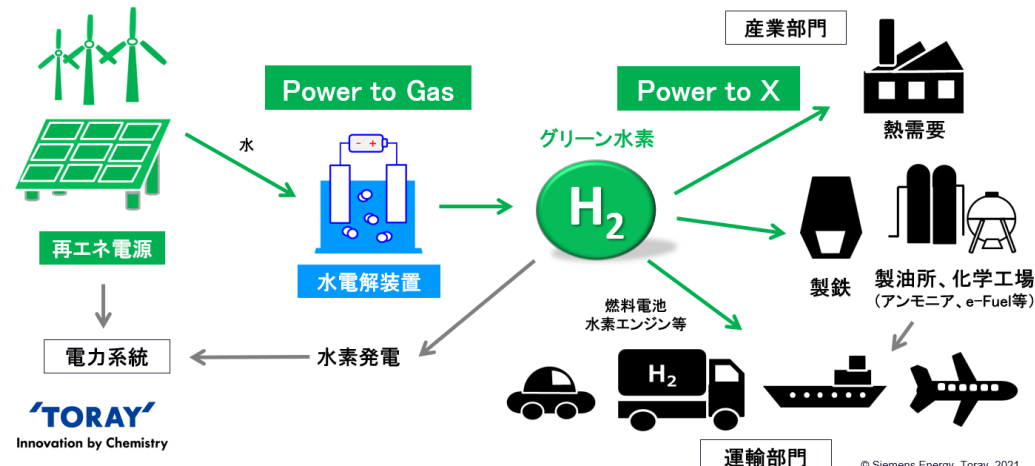 産業部門
Power to Gas
Power to X
熱需要
水
グリーン水素
- +
H2
再エネ電源
水電解装置
製鉄
製油所、化学工場
(アンモニア、e-Fuel等)
燃料電池
水素エンジン等
電力系統
水素発電
H2
'TORAY'
Innovation by Chemistry
運輸部門
© Siemens Energy, Toray, 2021